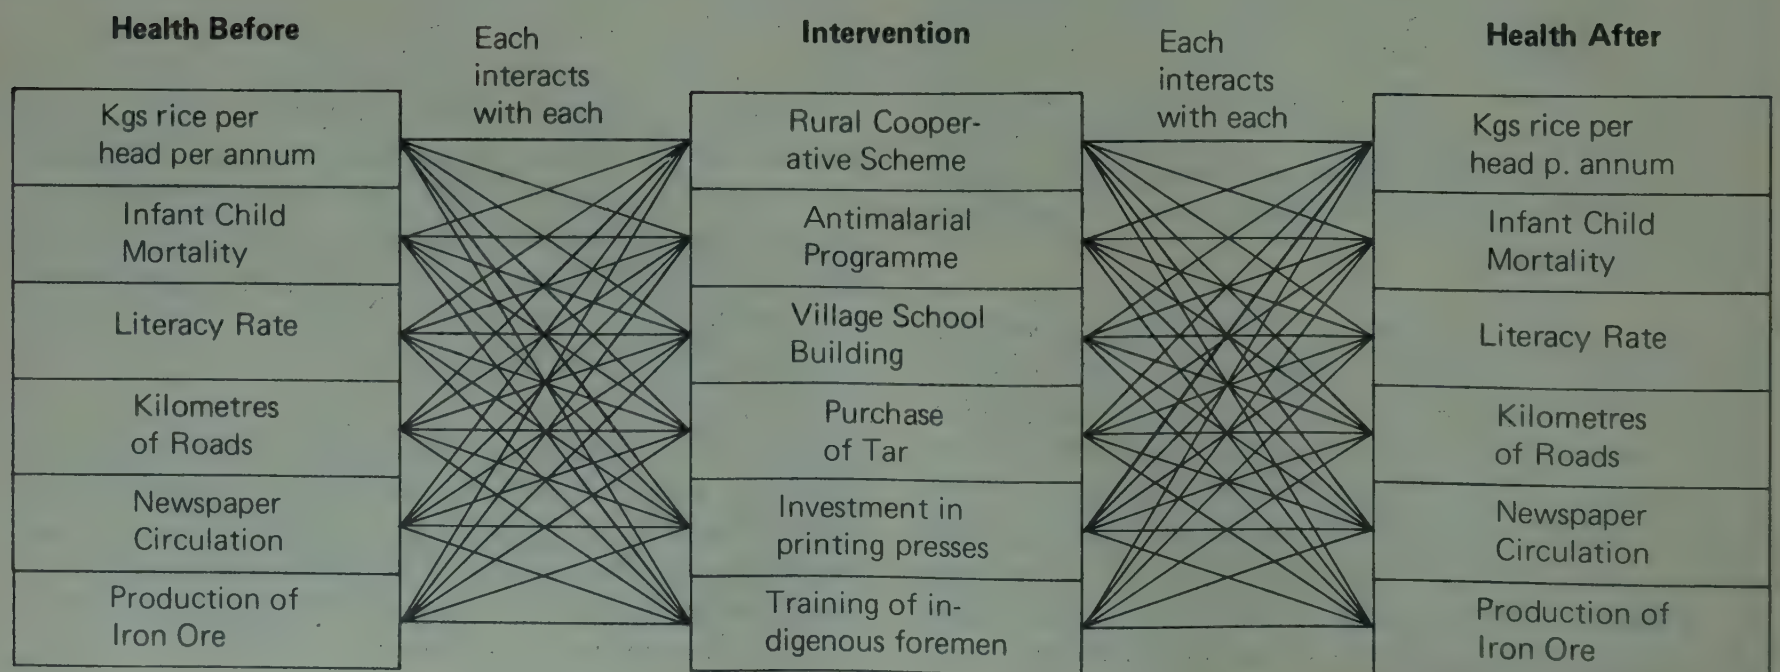 Health Before
Each
interacts
with each
Intervention
Each
interacts
with each
Health After
Kgs rice per
head per annum
Infant Child
Mortality
Literacy Rate
Kilometres
of Roads
Newspaper
Circulation
Production of
Iron Ore
Rural Cooper-
ative Scheme
Antimalarial
Programme
Village School
Building
Purchase
of Tar
Investment in
printing presses
Training of in-
digenous foremen
Kgs rice per
head p. annum
Infant Child
Mortality
Literacy Rate
Kilometres
of Roads
Newspaper
Circulation
Production of
Iron Ore